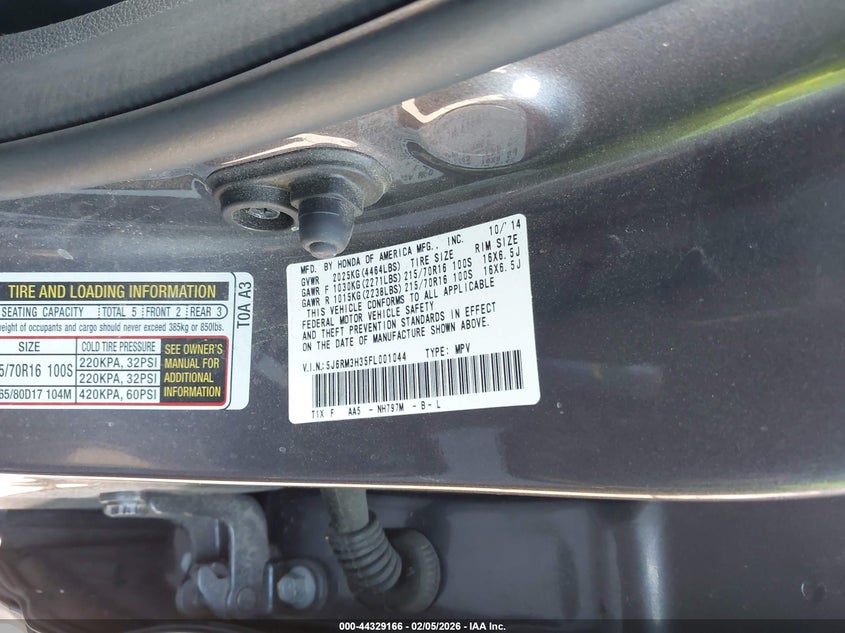 MFD. BY HONDA OF AMERICA MFG., INC. 10/'14
GVWR 2025KG(4464LBS) TIRE SIZE RIM SIZE
GAWR F 1030KG(2271LBS) 215/70R16 100S 16X6.5J
GAWR R 1015KG(2238LBS) 215/70R16 100S 16X6.5J
THIS VEHICLE CONFORMS TO ALL APPLICABLE
FEDERAL MOTOR VEHICLE SAFETY
AND THEFT PREVENTION STANDARDS IN EFFECT
ON THE DATE OF MANUFACTURE SHOWN ABOVE.
V.I.N.:5J6RM3H35FL001044 TYPE: MPV
T1X F AA5 - NH797M - B - L
TIRE AND LOADING INFORMATION
SEATING CAPACITY TOTAL 5 FRONT 2 REAR 3
weight of occupants and cargo should never exceed 385kg or 850lbs.
SIZE COLD TIRE PRESSURE
5/70R16 100S 220KPA, 32PSI
220KPA, 32PSI
65/80D17 104M 420KPA, 60PSI
SEE OWNER'S
MANUAL FOR
ADDITIONAL
INFORMATION
T0A A3
000-44329166 - 02/05/2026 - IAA Inc.